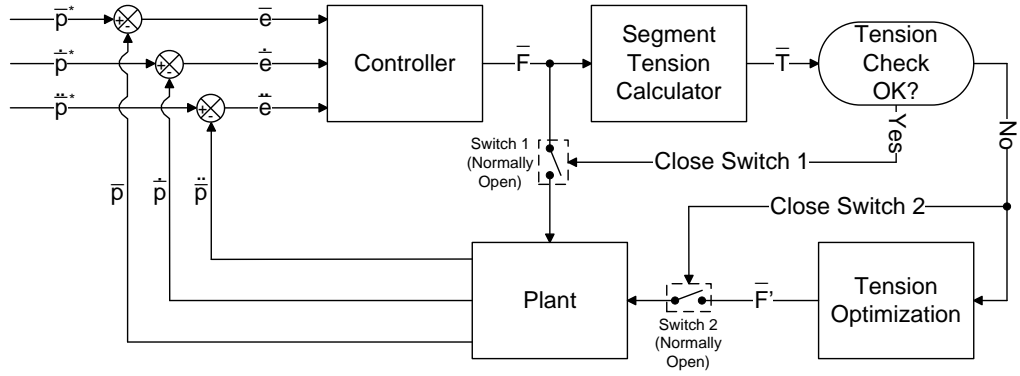 p̅* + - e̅
ṗ̅* + - ė̅
p̈̅* + - ë̅
Controller
F̅
Segment
Tension
Calculator
T̅
Tension
Check
OK?
Yes
No
Switch 1
(Normally
Open)
Close Switch 1
p̅
ṗ̅
p̈̅
Close Switch 2
Plant
Switch 2
(Normally
Open)
F̅'
Tension
Optimization